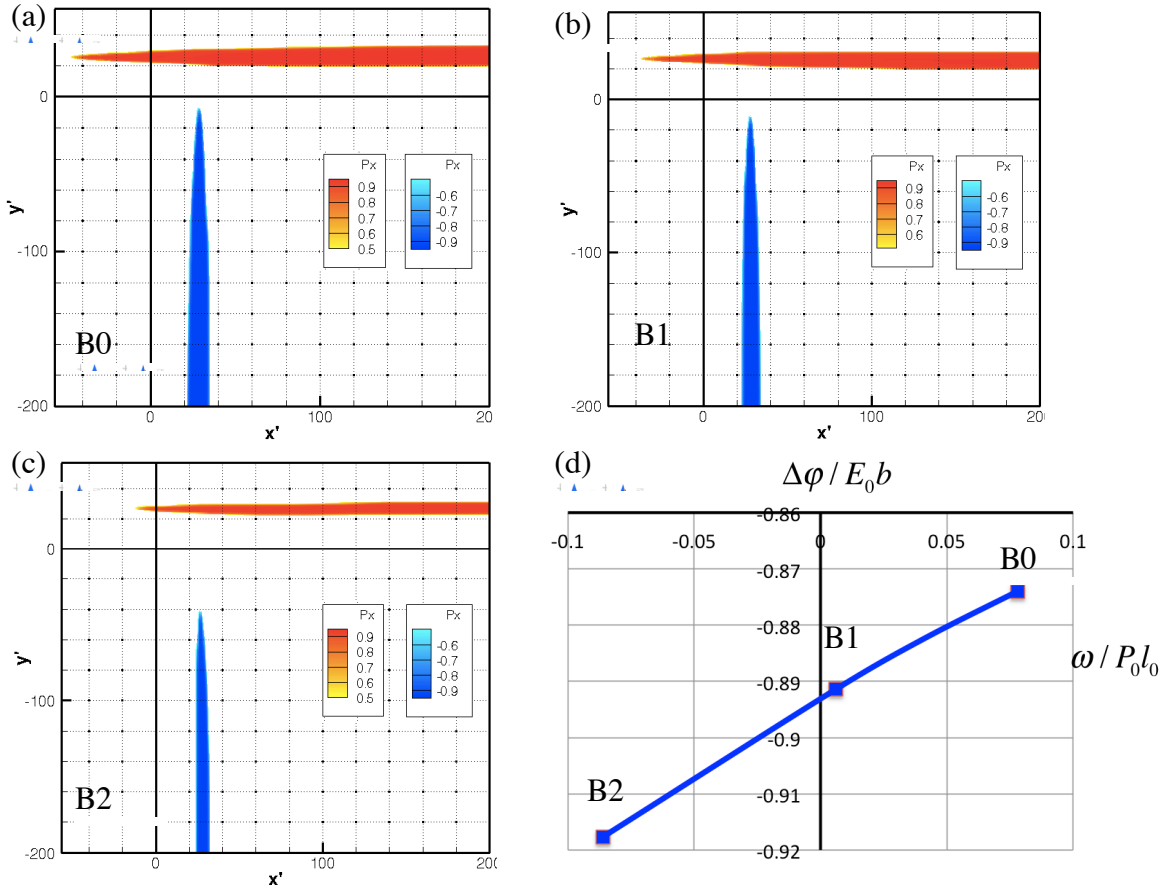 (a)
0
-100
-200
y'
0
100
200
x'
B0
Px
0.9
0.8
0.7
0.6
0.5
Px
-0.6
-0.7
-0.8
-0.9
(b)
0
-100
-200
y'
0
100
20
x'
B1
Px
0.9
0.8
0.7
0.6
Px
-0.6
-0.7
-0.8
-0.9
(c)
0
-100
-200
y'
0
100
200
x'
B2
Px
0.9
0.8
0.7
0.6
0.5
Px
-0.6
-0.7
-0.8
-0.9
(d)
Δφ / E₀b
-0.86
-0.1 -0.05 0 0.05 0.1
B0
-0.87
-0.88
B1
ω / P₀l₀
-0.89
-0.9
B2
-0.91
-0.92